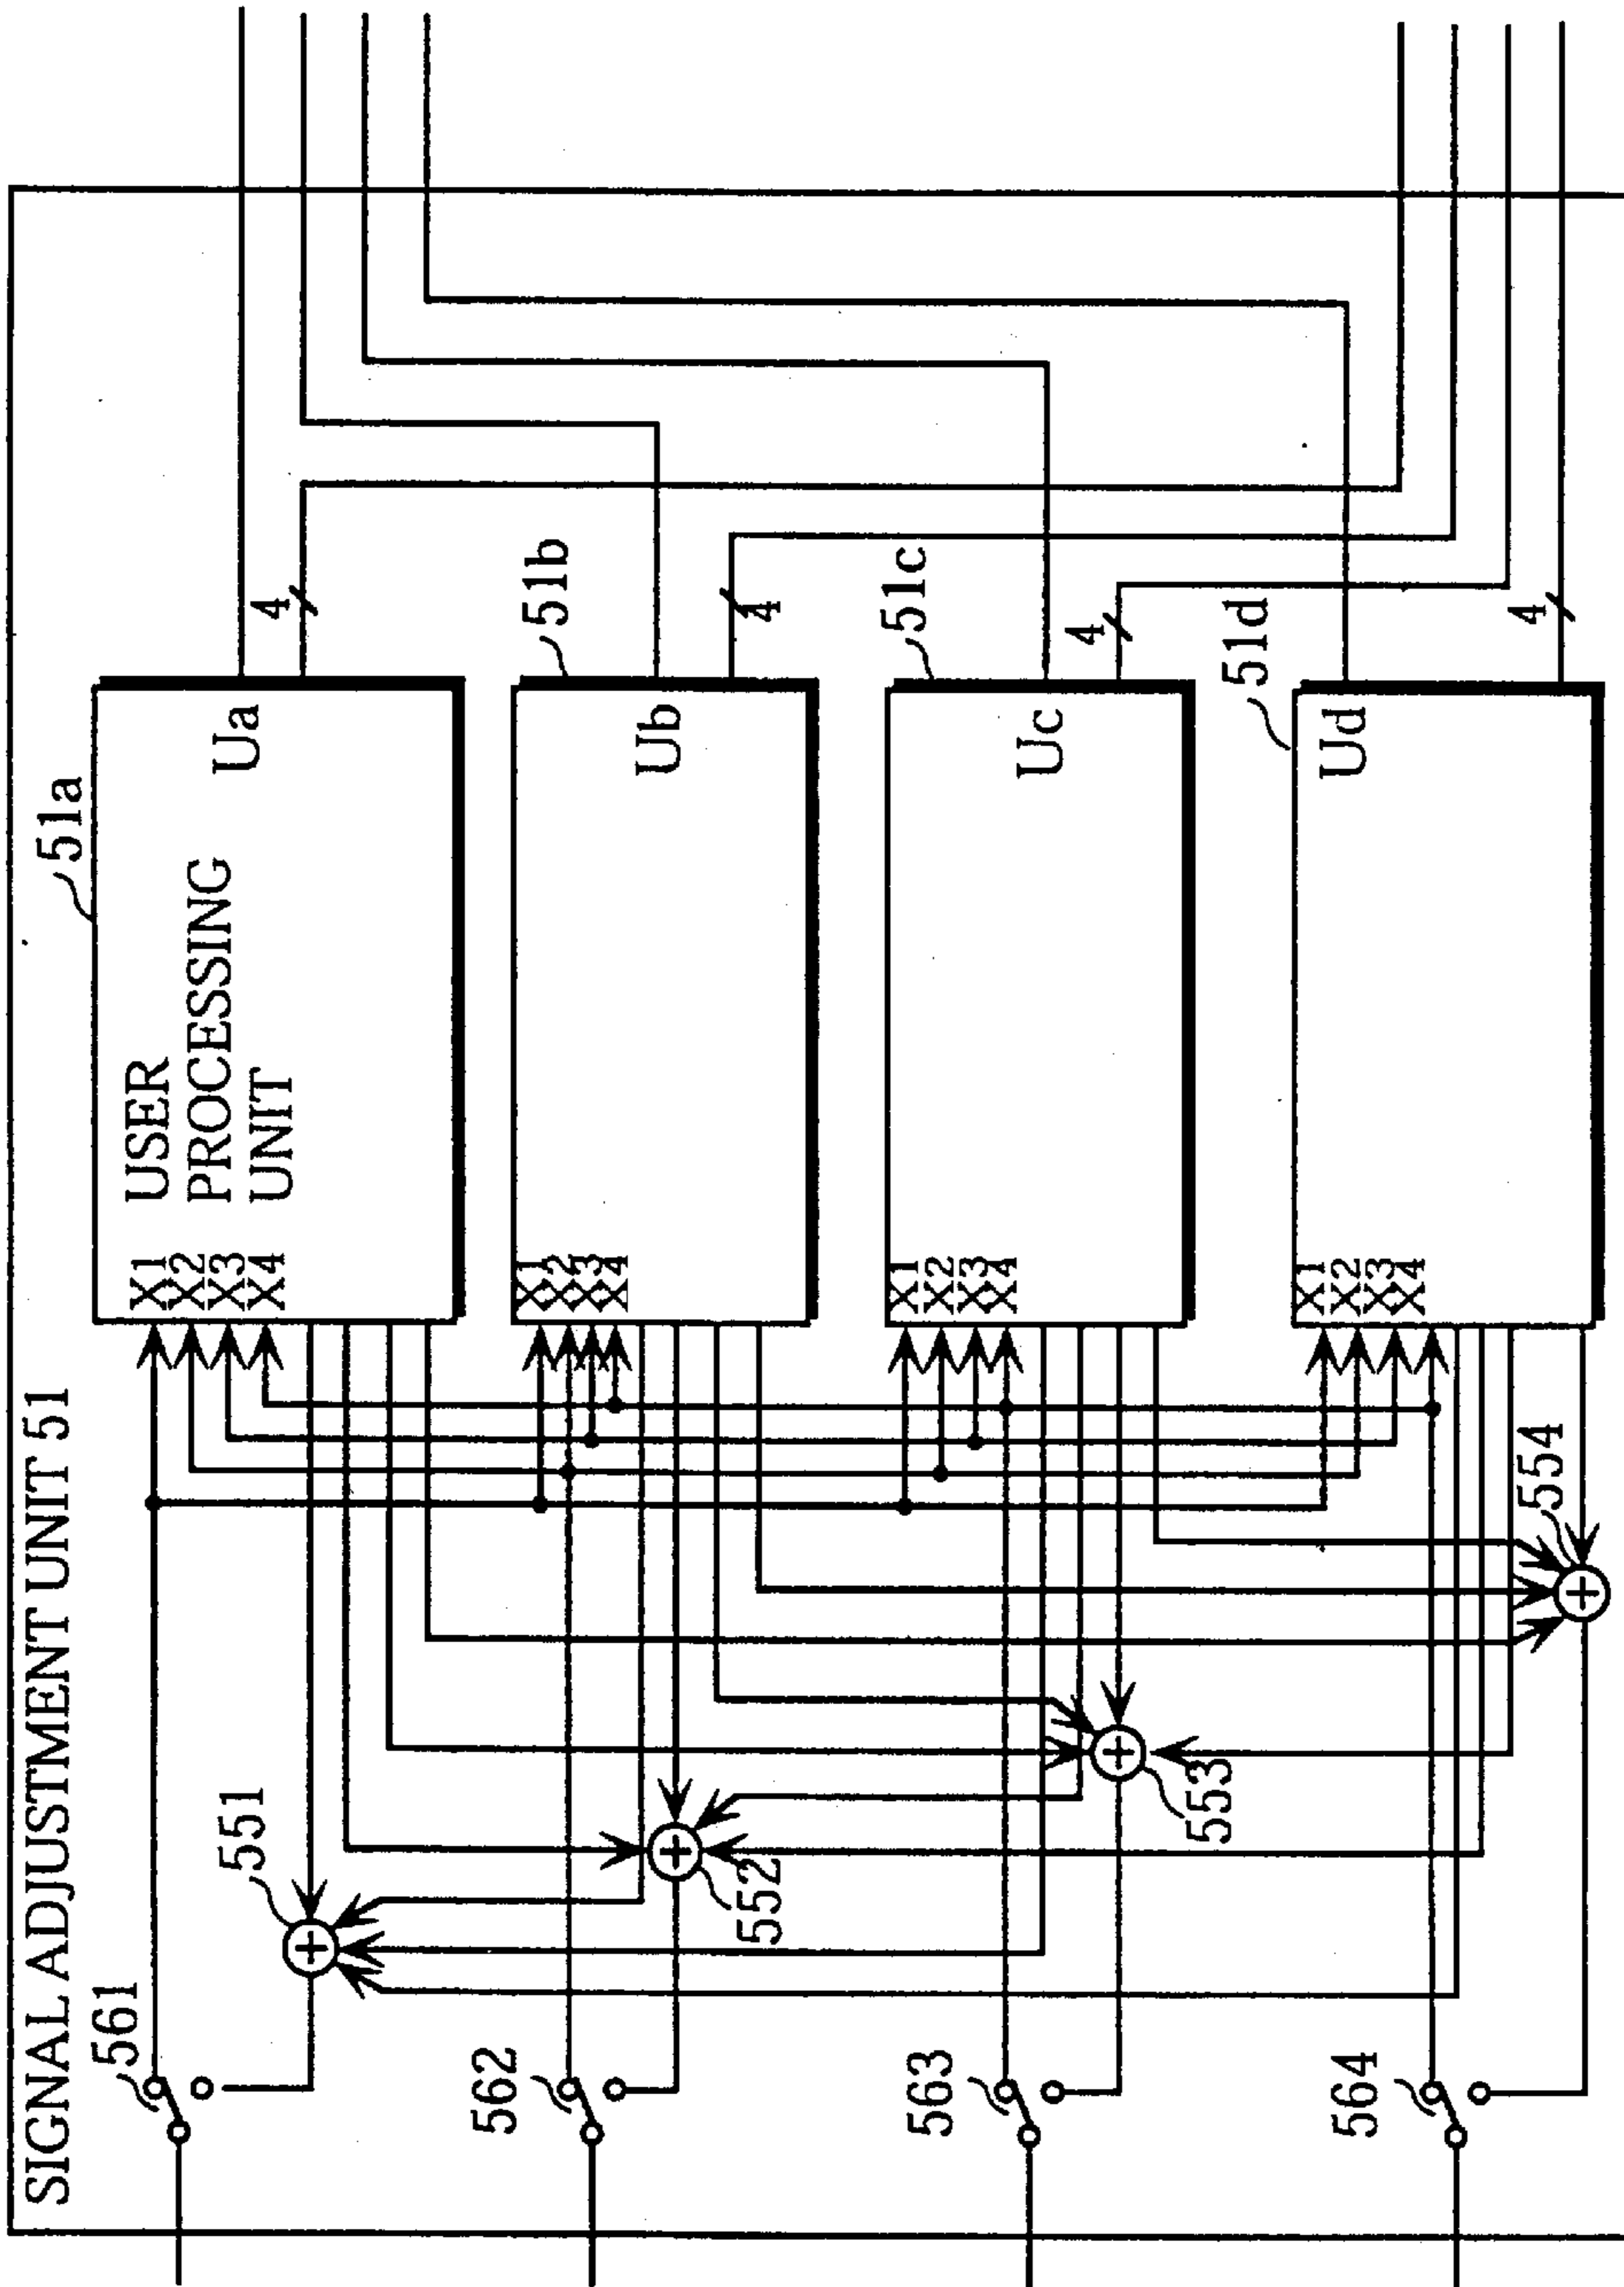 SIGNAL ADJUSTMENT UNIT 51
51a
USER
PROCESSING
UNIT
X1
X2
X3
X4
Ua
4
561
551
51b
X1
X2
X3
X4
Ub
4
562
552
51c
X1
X2
X3
X4
Uc
4
563
553
51d
X1
X2
X3
X4
Ud
4
564
554